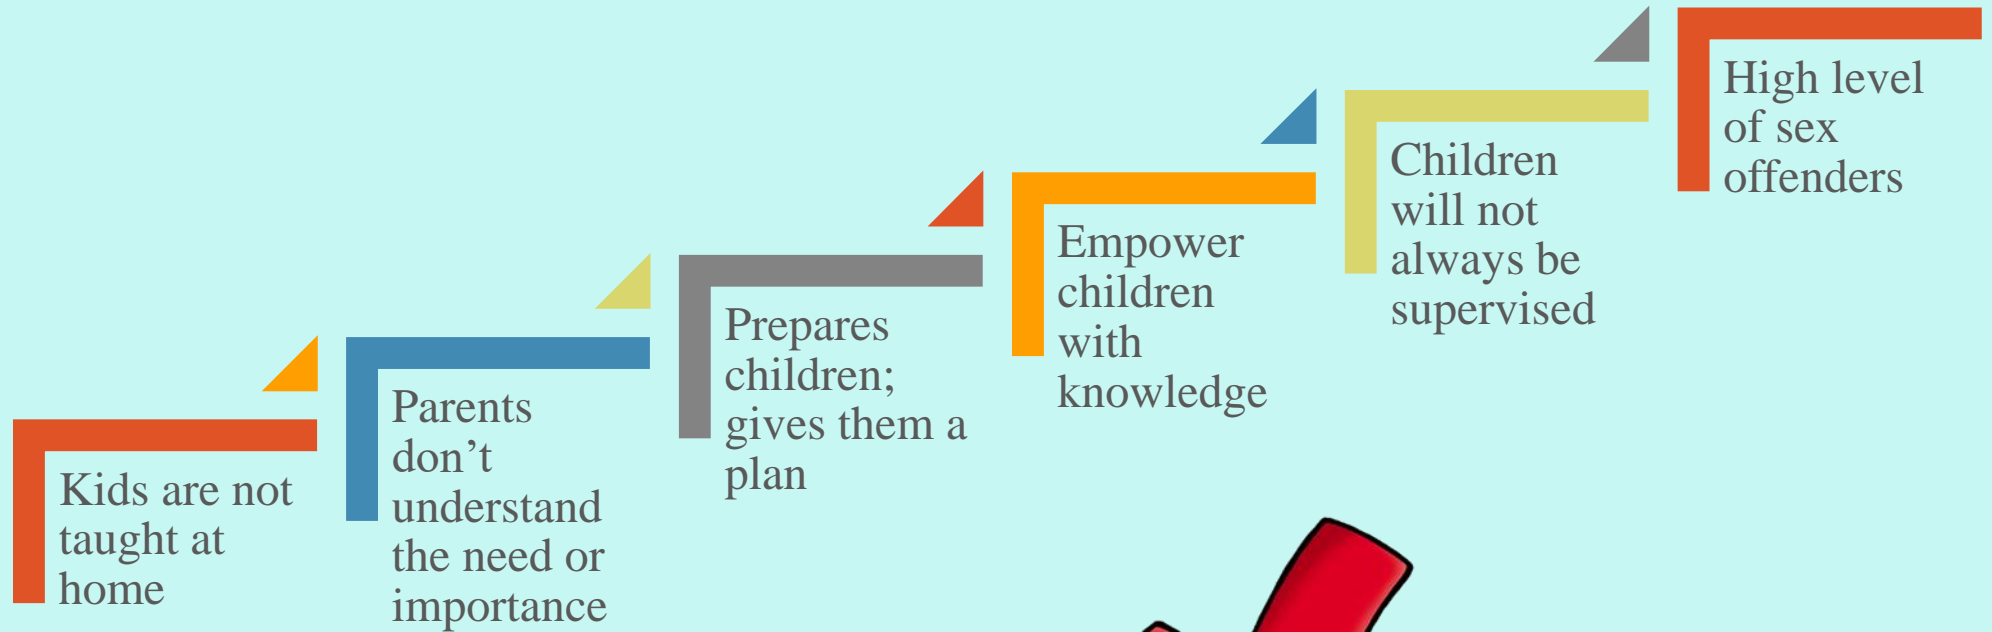 Kids are not
taught at
home
Parents
don’t
understand
the need or
importance
Prepares
children;
gives them a
plan
Empower
children
with
knowledge
Children
will not
always be
supervised
High level
of sex
offenders